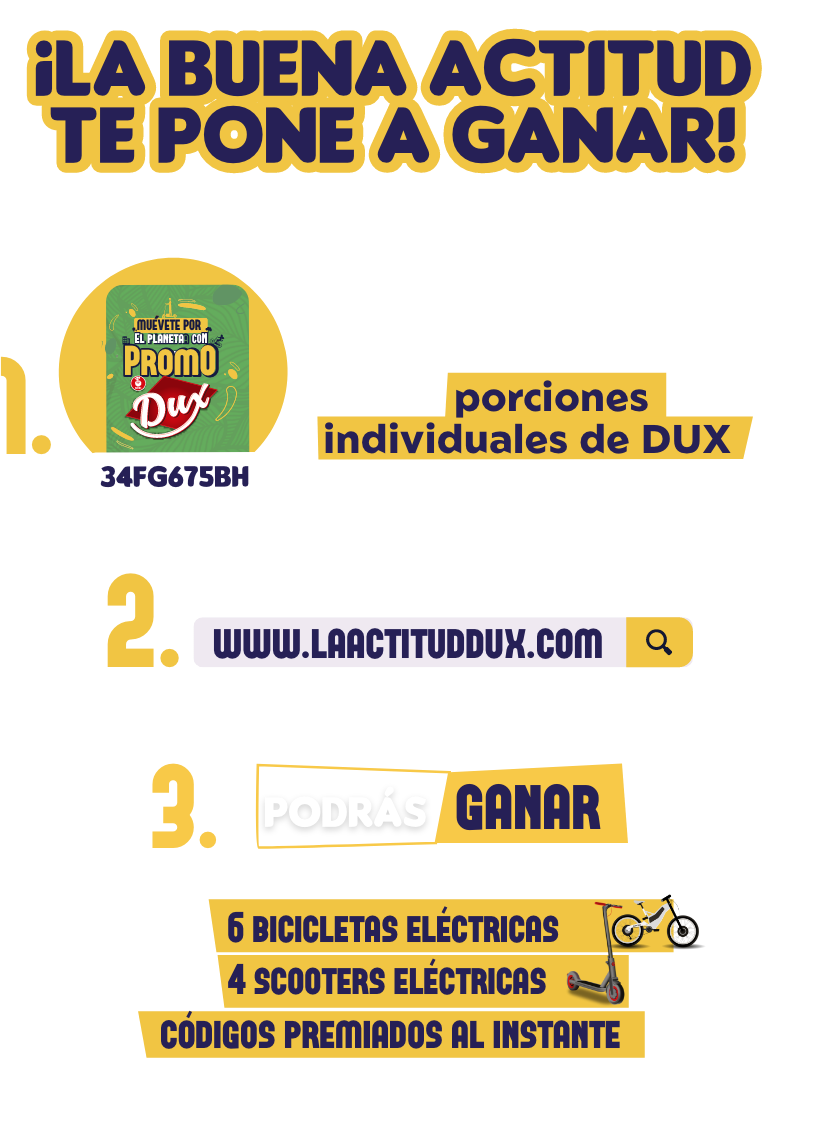 ¡LA BUENA ACTITUD
TE PONE A GANAR!
1.
MUÉVETE POR
EL PLANETA CON
PROMO
Dux
34FG675BH
porciones
individuales de DUX
2.
WWW.LAACTITUDDUX.COM
3.
PODRÁS GANAR
6 BICICLETAS ELÉCTRICAS
4 SCOOTERS ELÉCTRICAS
CÓDIGOS PREMIADOS AL INSTANTE